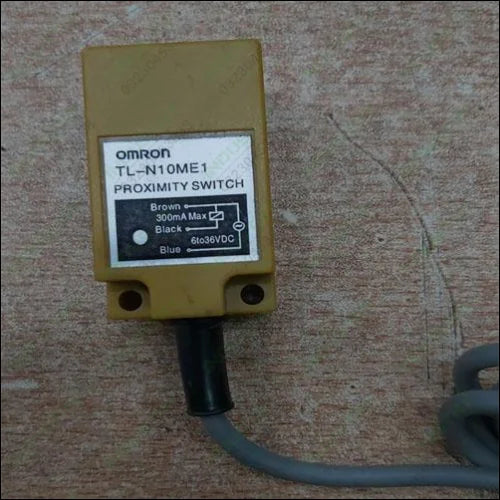 omron
TL-N10ME1
PROXIMITY SWITCH
Brown
300mA Max
Black
6to36VDC
Blue